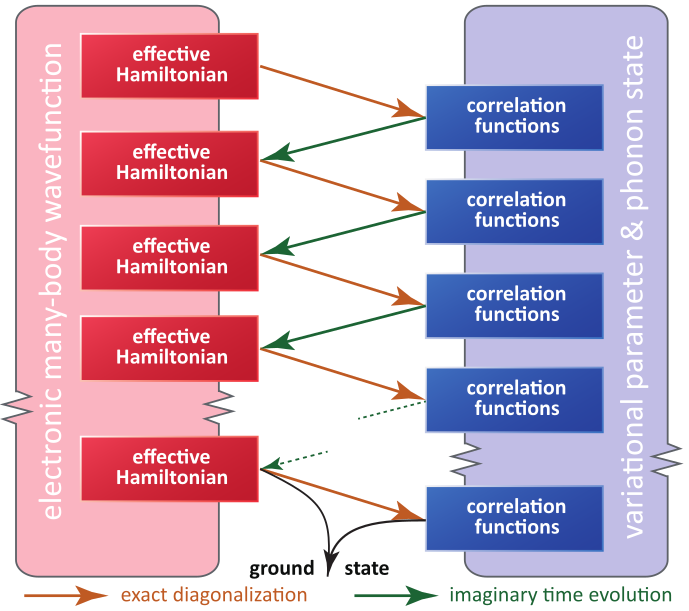 electronic many-body wavefunction
effective
Hamiltonian
effective
Hamiltonian
effective
Hamiltonian
effective
Hamiltonian
effective
Hamiltonian
correlation
functions
correlation
functions
correlation
functions
correlation
functions
correlation
functions
variational parameter & phonon state
ground state
exact diagonalization
imaginary time evolution